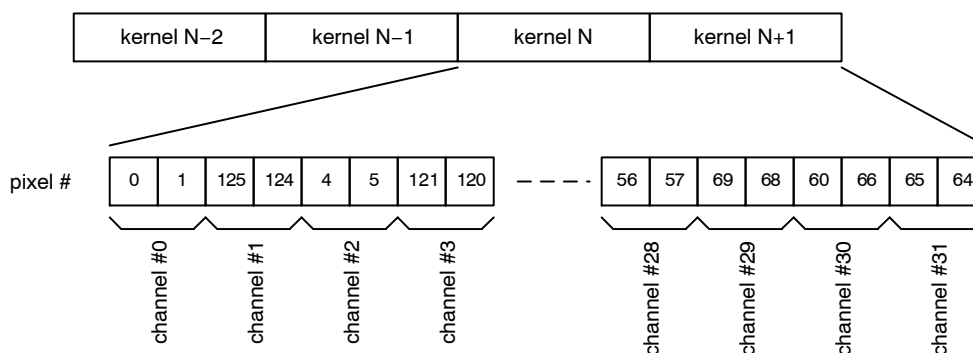 kernel N−2 kernel N−1 kernel N kernel N+1
pixel # 0 1 125 124 4 5 121 120 56 57 69 68 60 66 65 64
channel #0 channel #1 channel #2 channel #3 channel #28 channel #29 channel #30 channel #31